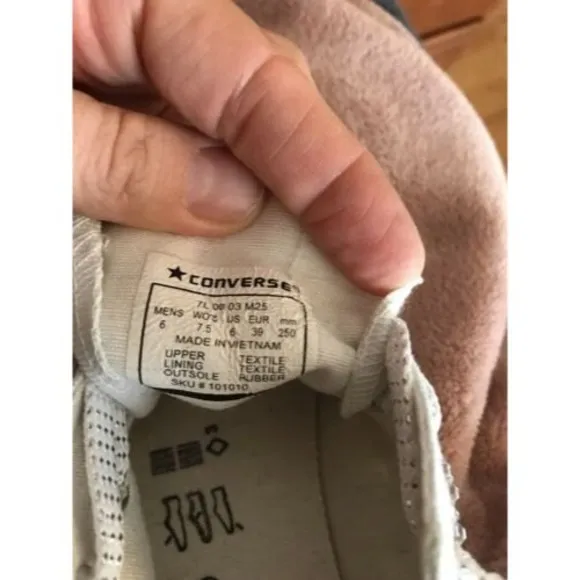 ★CONVERSE®
7L 08 03 M25
MENS WO'S US EUR mm
6 7.5 6 39 250
MADE IN VIETNAM
UPPER TEXTILE
LINING TEXTILE
OUTSOLE RUBBER
SKU # 101010